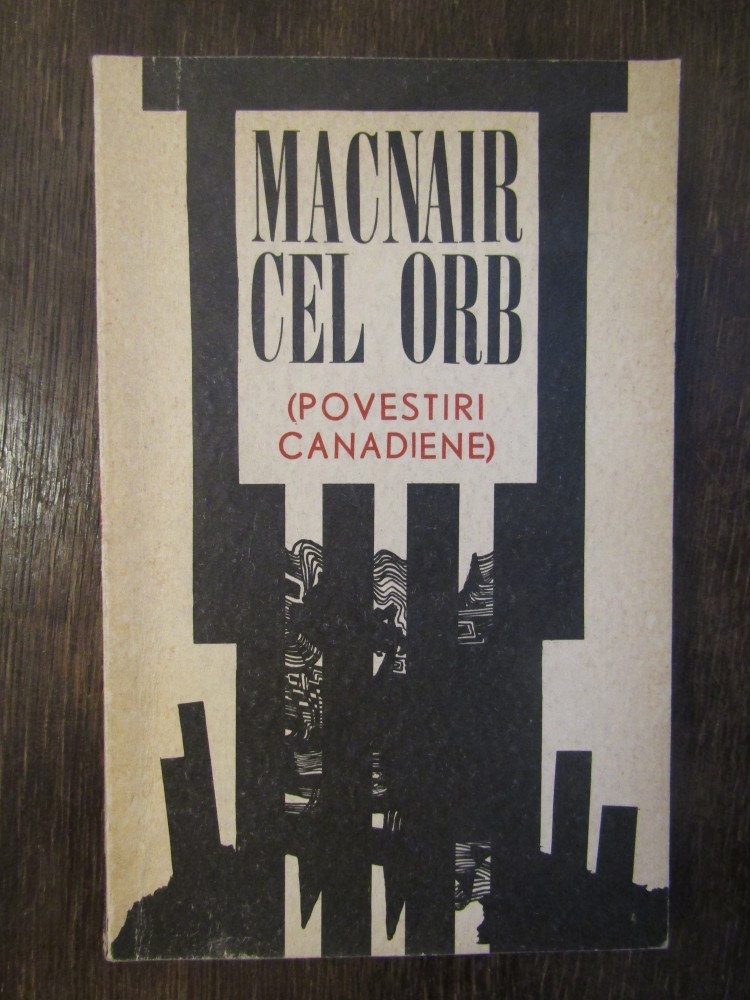 MACNAIR
CEL ORB
(POVESTIRI
CANADIENE)